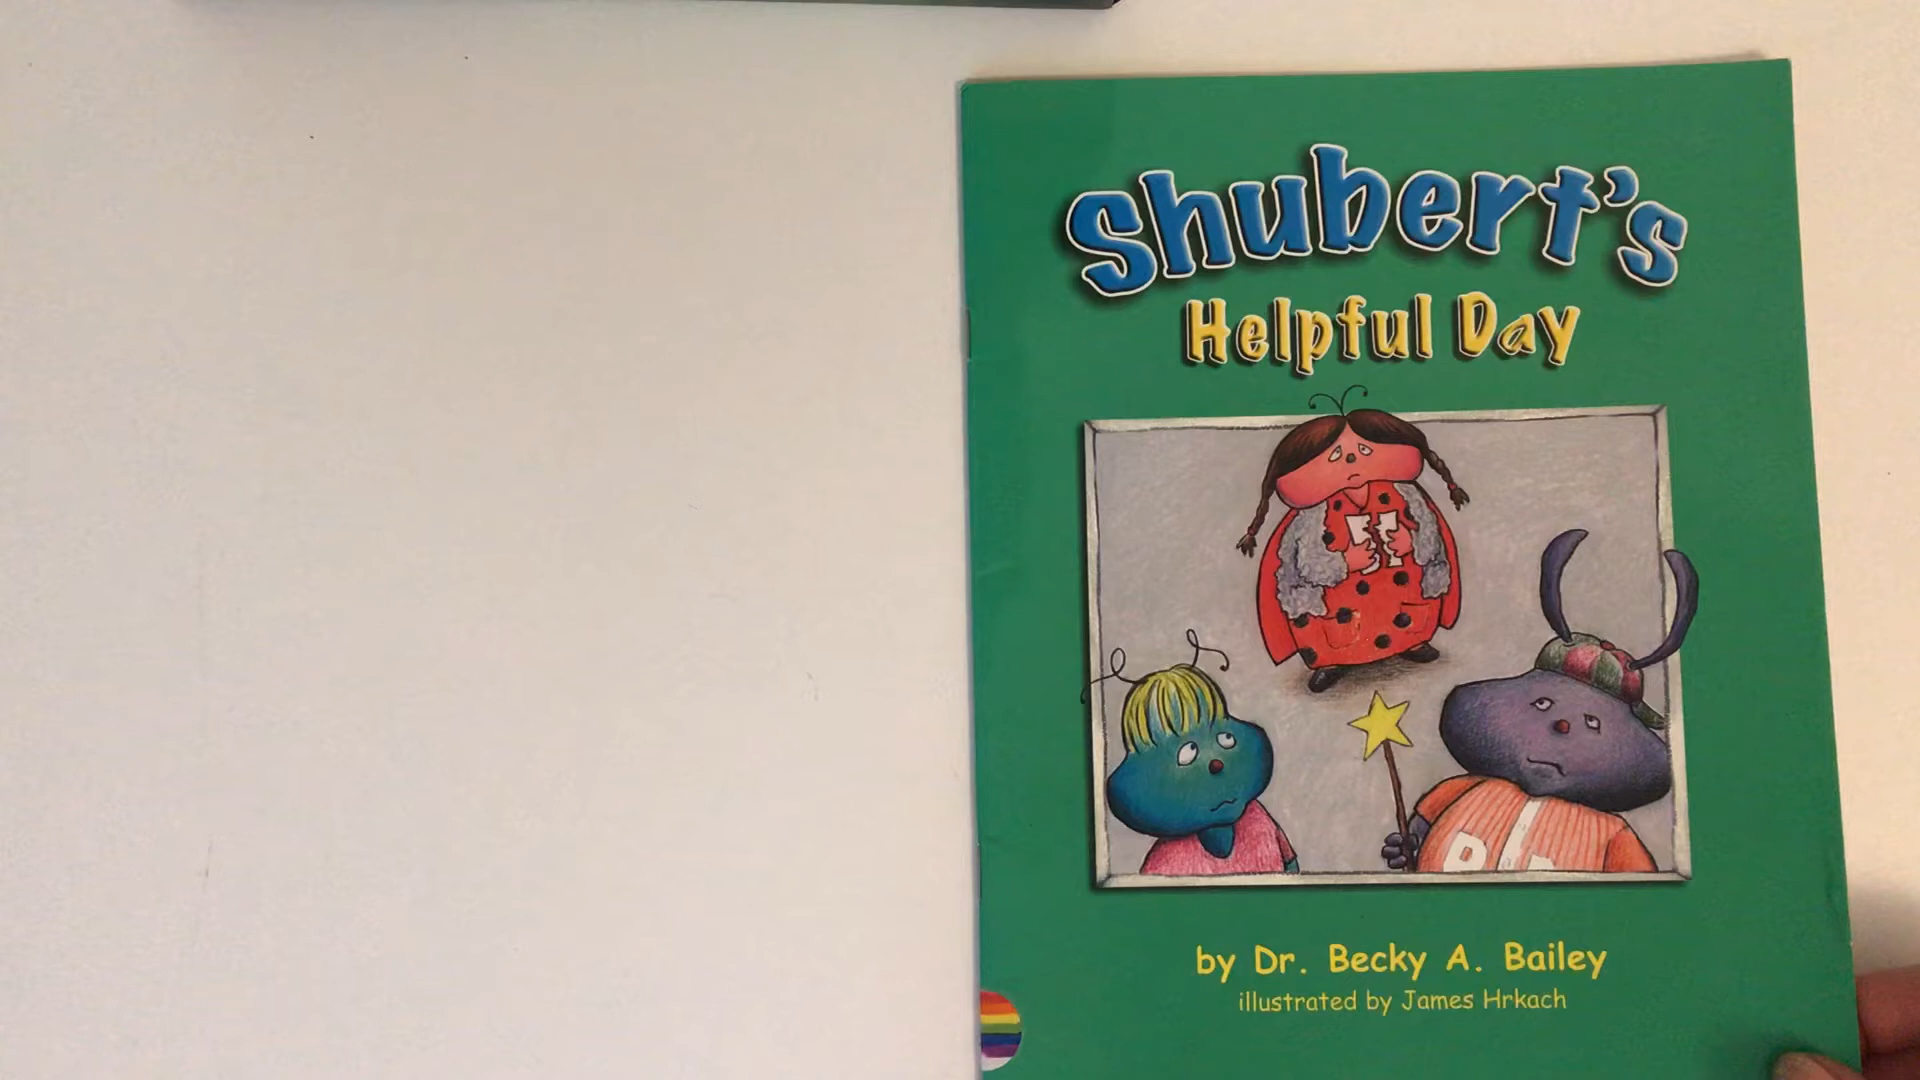 Shubert's
Helpful Day
by Dr. Becky A. Bailey
illustrated by James Hrkach